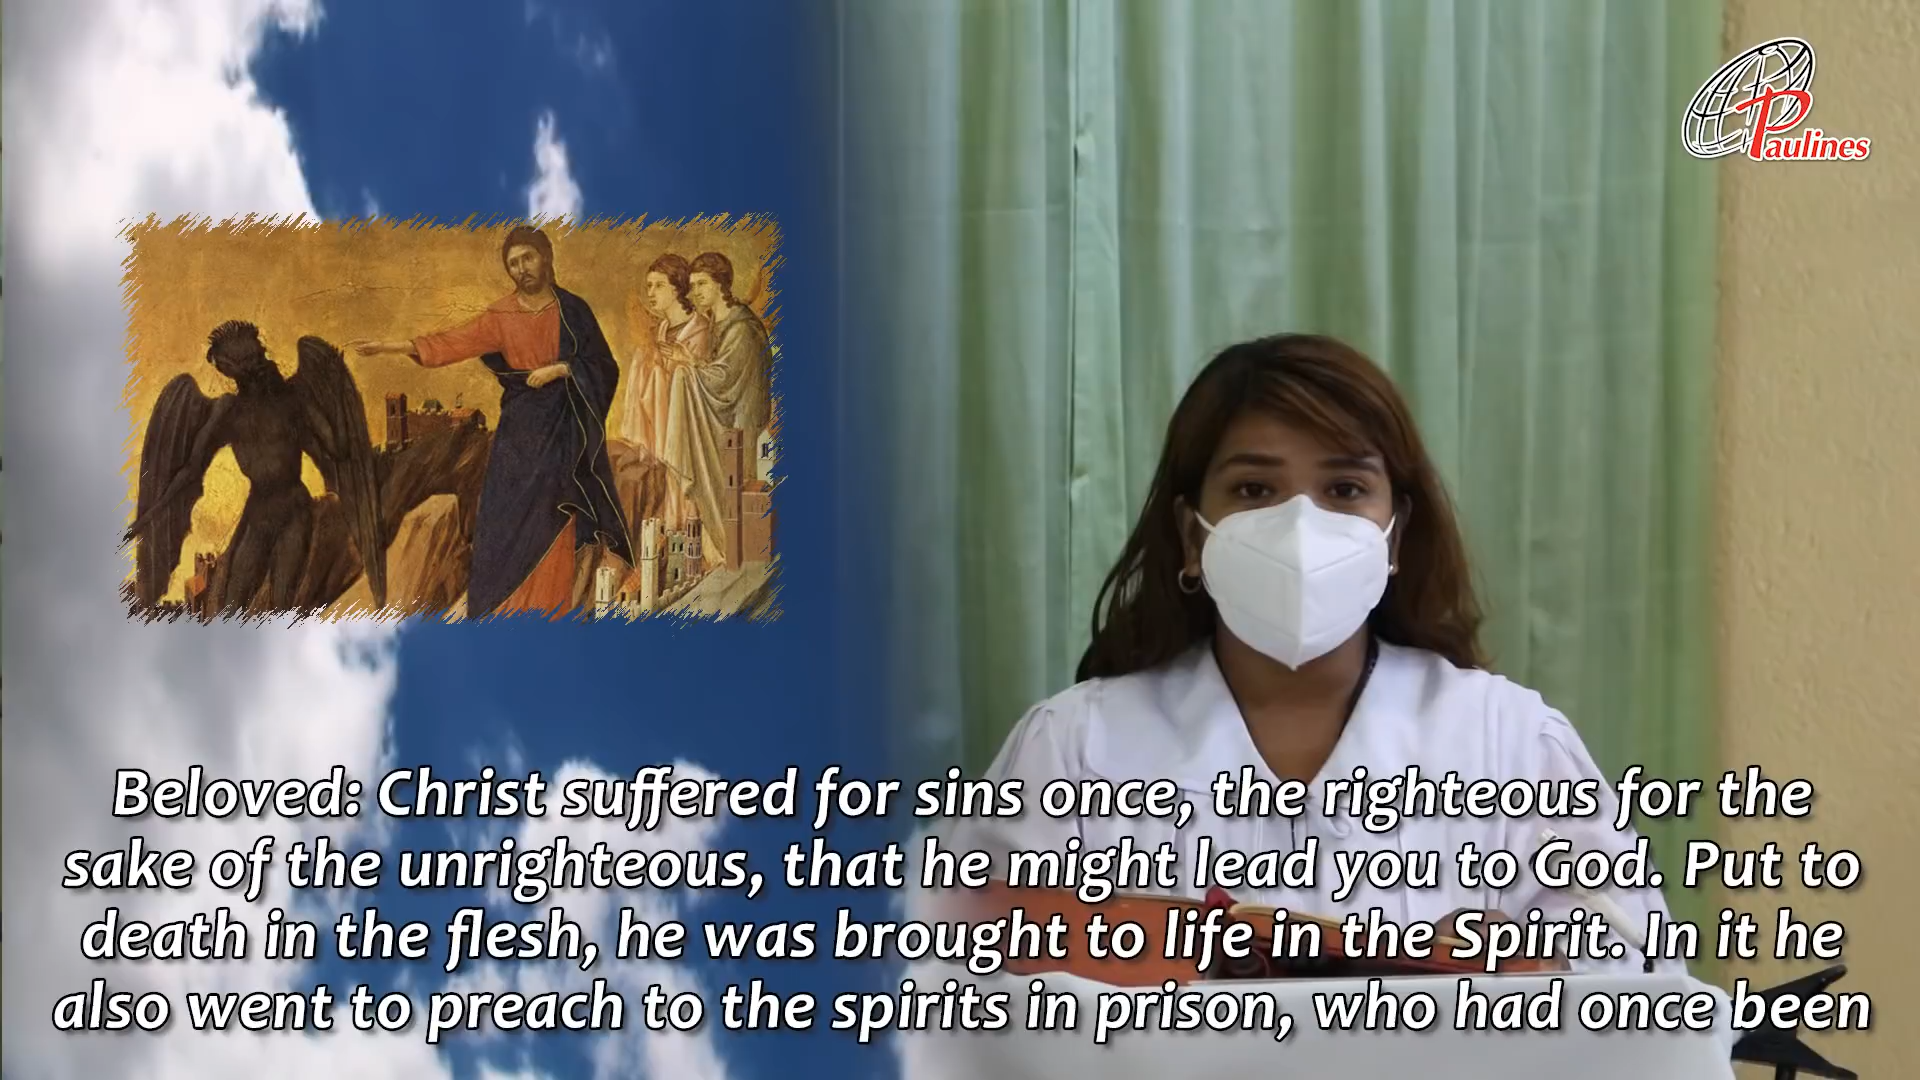 Paulines
Beloved: Christ suffered for sins once, the righteous for the
sake of the unrighteous, that he might lead you to God. Put to
death in the flesh, he was brought to life in the Spirit. In it he
also went to preach to the spirits in prison, who had once been